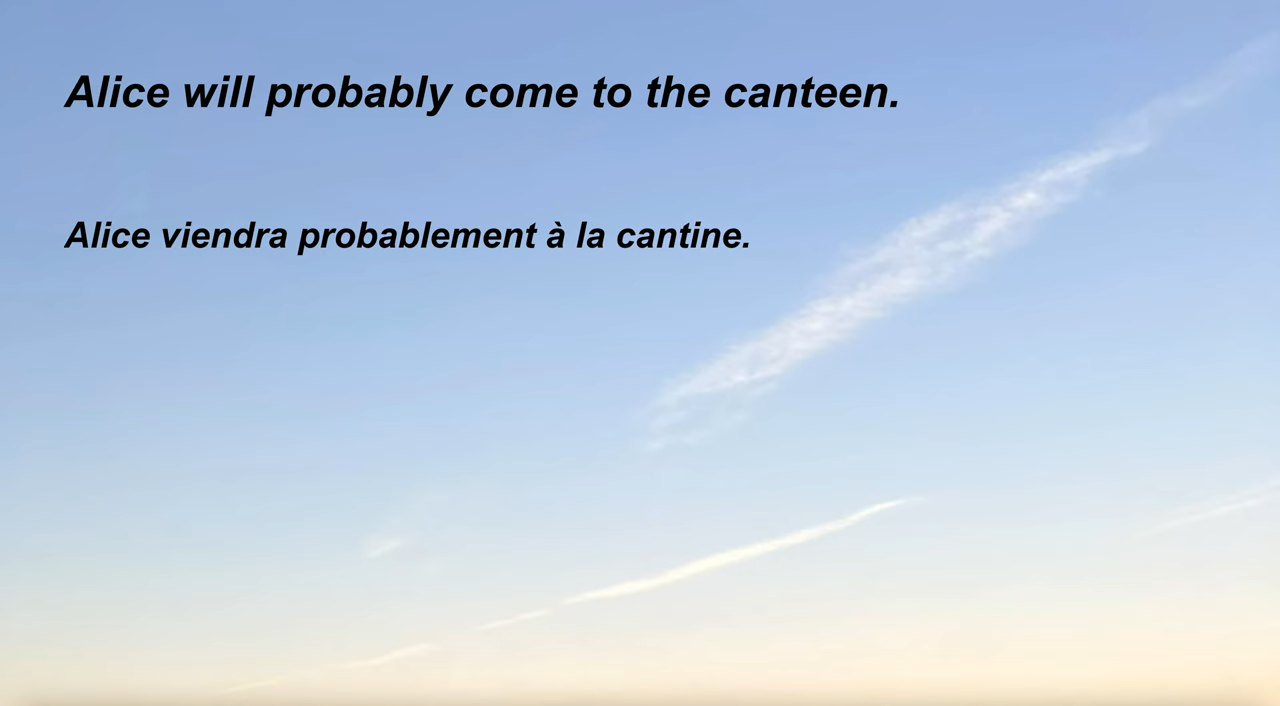 Alice will probably come to the canteen.
Alice viendra probablement à la cantine.